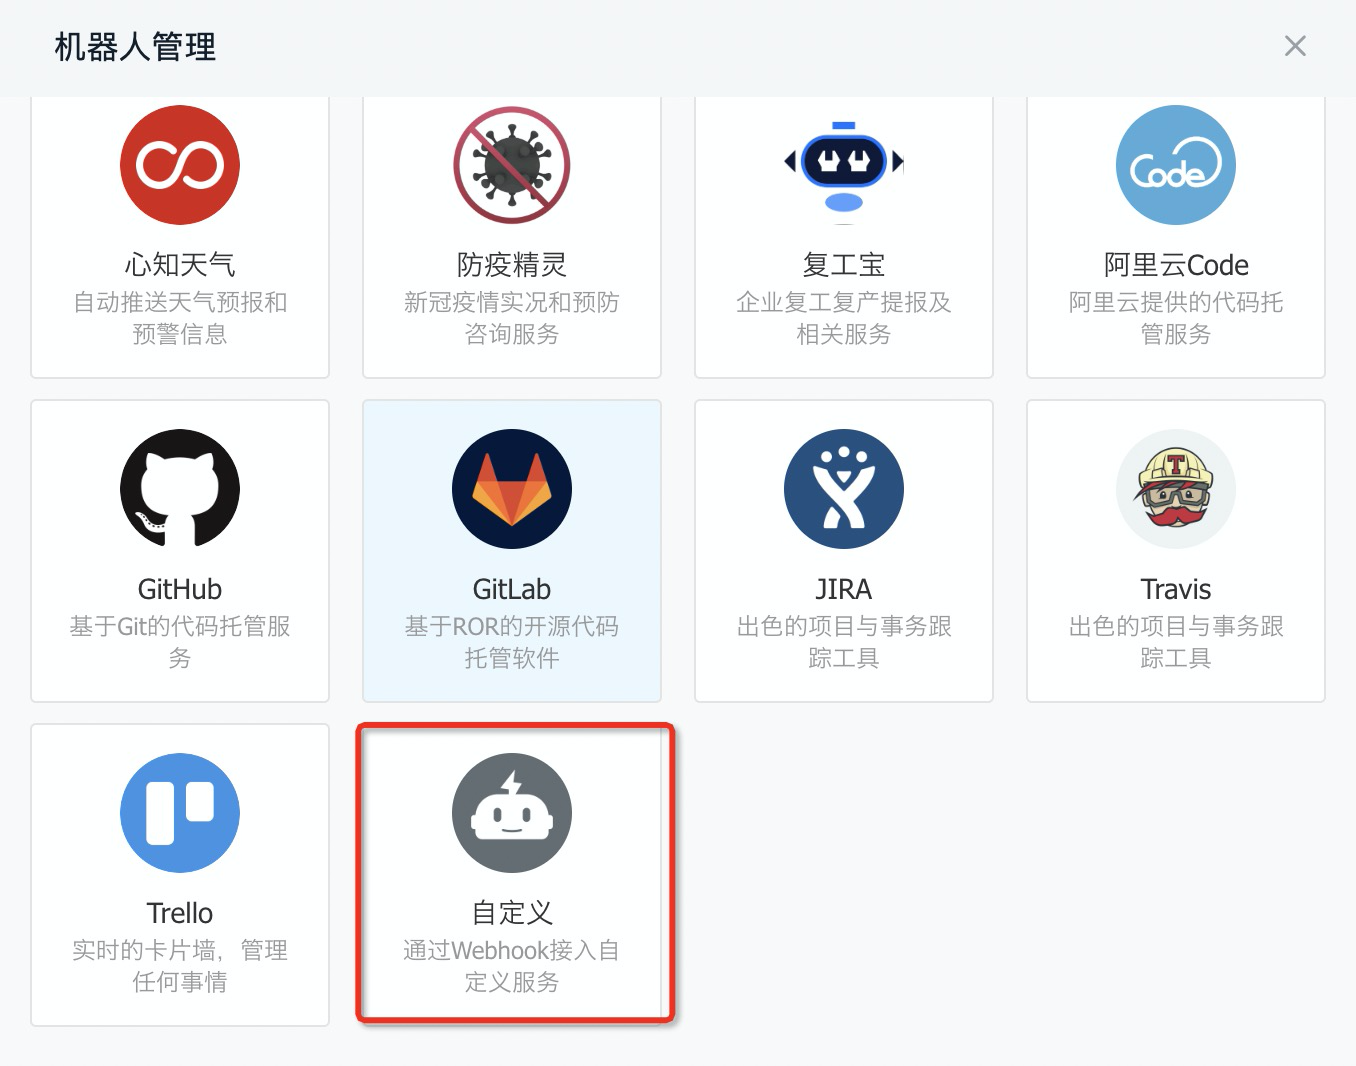 机器人管理
Code
心知天气
自动推送天气预报和
预警信息
防疫精灵
新冠疫情实况和预防
咨询服务
复工宝
企业复工复产提报及
相关服务
阿里云Code
阿里云提供的代码托
管服务
T
GitHub
基于Git的代码托管服
务
GitLab
基于ROR的开源代码
托管软件
JIRA
出色的项目与事务跟
踪工具
Travis
出色的项目与事务跟
踪工具
Trello
实时的卡片墙，管理
任何事情
自定义
通过Webhook接入自
定义服务